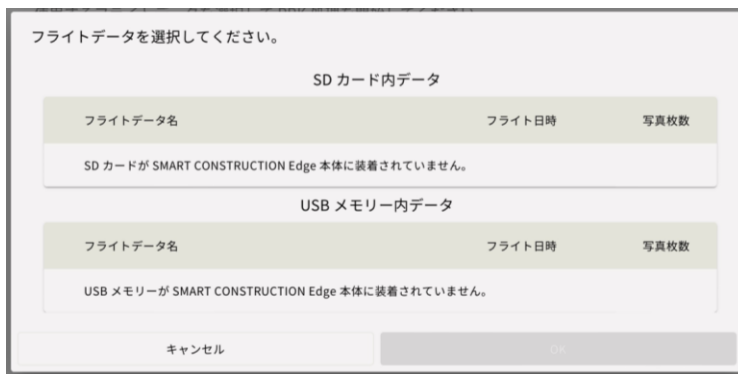 フライトデータを選択してください。
SD カード内データ
フライトデータ名 フライト日時 写真枚数
SD カードが SMART CONSTRUCTION Edge 本体に装着されていません。
USB メモリー内データ
フライトデータ名 フライト日時 写真枚数
USB メモリーが SMART CONSTRUCTION Edge 本体に装着されていません。
キャンセル OK